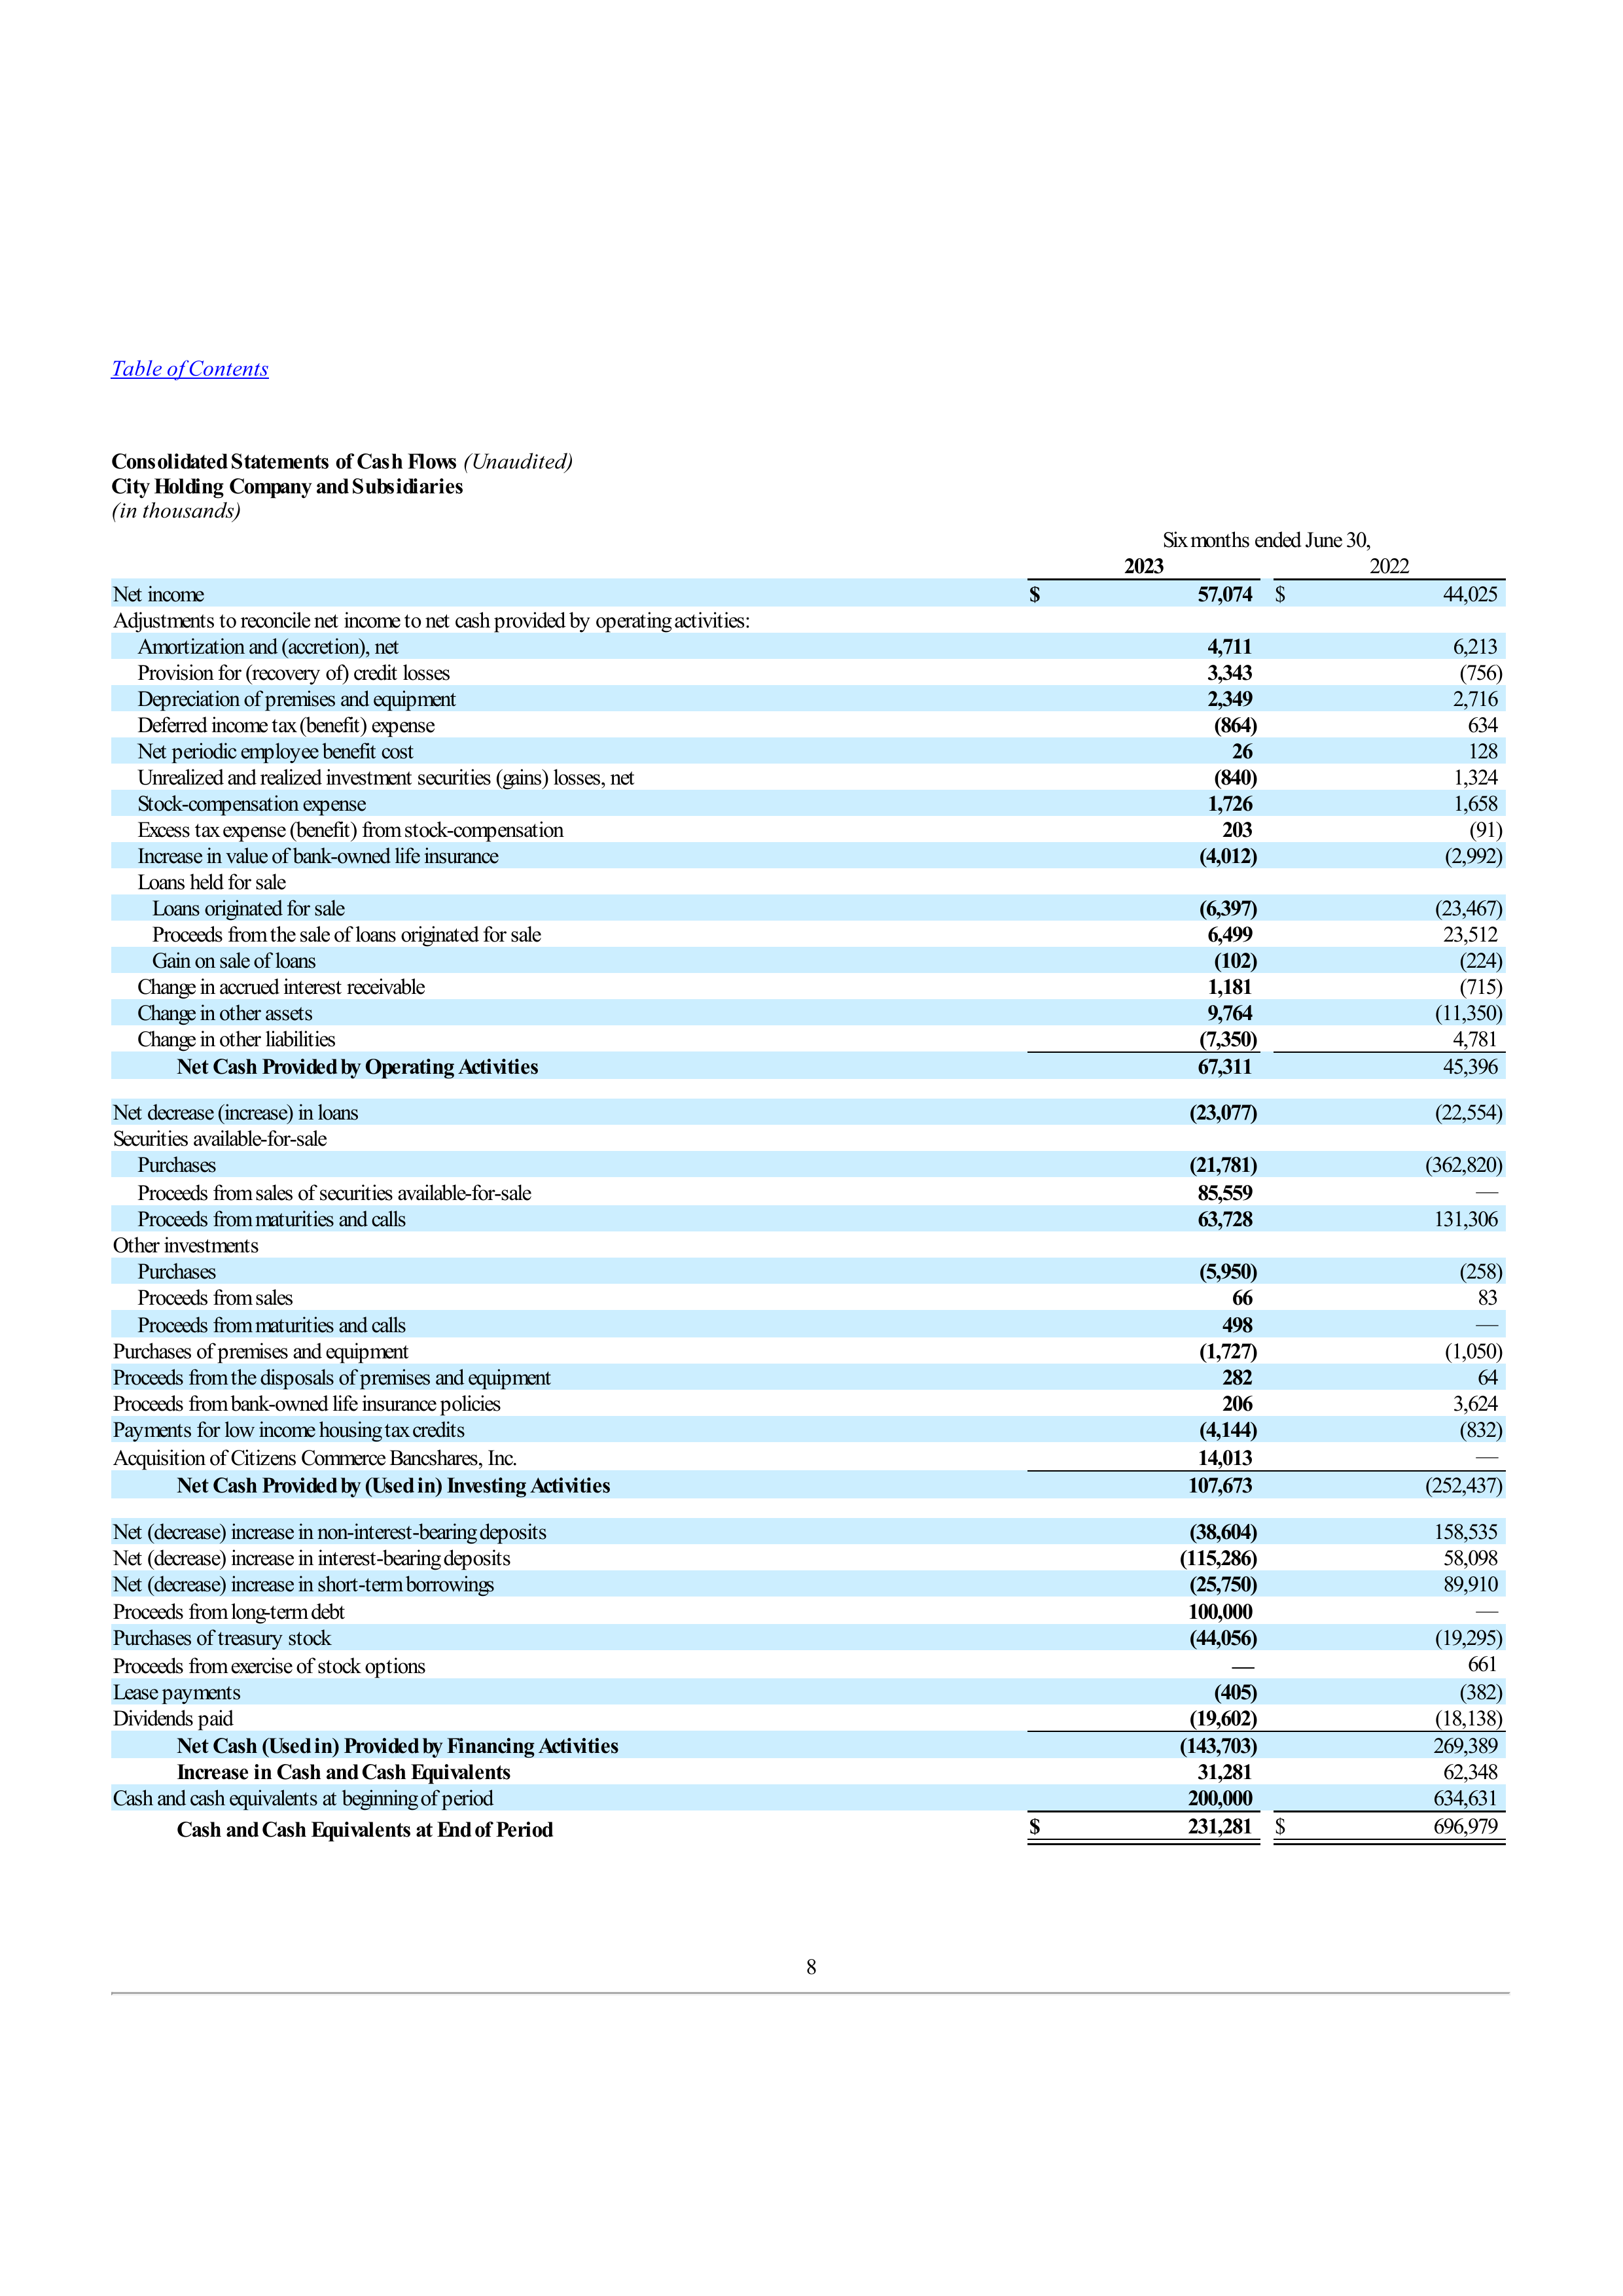 Table of Contents
Consolidated Statements of Cash Flows (Unaudited)
City Holding Company and Subsidiaries
(in thousands)
Six months ended June 30,
2023 2022
Net income $ 57,074 $ 44,025
Adjustments to reconcile net income to net cash provided by operating activities:
Amortization and (accretion), net 4,711 6,213
Provision for (recovery of) credit losses 3,343 (756)
Depreciation of premises and equipment 2,349 2,716
Deferred income tax (benefit) expense (864) 634
Net periodic employee benefit cost 26 128
Unrealized and realized investment securities (gains) losses, net (840) 1,324
Stock-compensation expense 1,726 1,658
Excess tax expense (benefit) from stock-compensation 203 (91)
Increase in value of bank-owned life insurance (4,012) (2,992)
Loans held for sale
Loans originated for sale (6,397) (23,467)
Proceeds from the sale of loans originated for sale 6,499 23,512
Gain on sale of loans (102) (224)
Change in accrued interest receivable 1,181 (715)
Change in other assets 9,764 (11,350)
Change in other liabilities (7,350) 4,781
Net Cash Provided by Operating Activities 67,311 45,396
Net decrease (increase) in loans (23,077) (22,554)
Securities available-for-sale
Purchases (21,781) (362,820)
Proceeds from sales of securities available-for-sale 85,559 —
Proceeds from maturities and calls 63,728 131,306
Other investments
Purchases (5,950) (258)
Proceeds from sales 66 83
Proceeds from maturities and calls 498 —
Purchases of premises and equipment (1,727) (1,050)
Proceeds from the disposals of premises and equipment 282 64
Proceeds from bank-owned life insurance policies 206 3,624
Payments for low income housing tax credits (4,144) (832)
Acquisition of Citizens Commerce Bancshares, Inc. 14,013 —
Net Cash Provided by (Used in) Investing Activities 107,673 (252,437)
Net (decrease) increase in non-interest-bearing deposits (38,604) 158,535
Net (decrease) increase in interest-bearing deposits (115,286) 58,098
Net (decrease) increase in short-term borrowings (25,750) 89,910
Proceeds from long-term debt 100,000 —
Purchases of treasury stock (44,056) (19,295)
Proceeds from exercise of stock options — 661
Lease payments (405) (382)
Dividends paid (19,602) (18,138)
Net Cash (Used in) Provided by Financing Activities (143,703) 269,389
Increase in Cash and Cash Equivalents 31,281 62,348
Cash and cash equivalents at beginning of period 200,000 634,631
Cash and Cash Equivalents at End of Period $ 231,281 $ 696,979
8